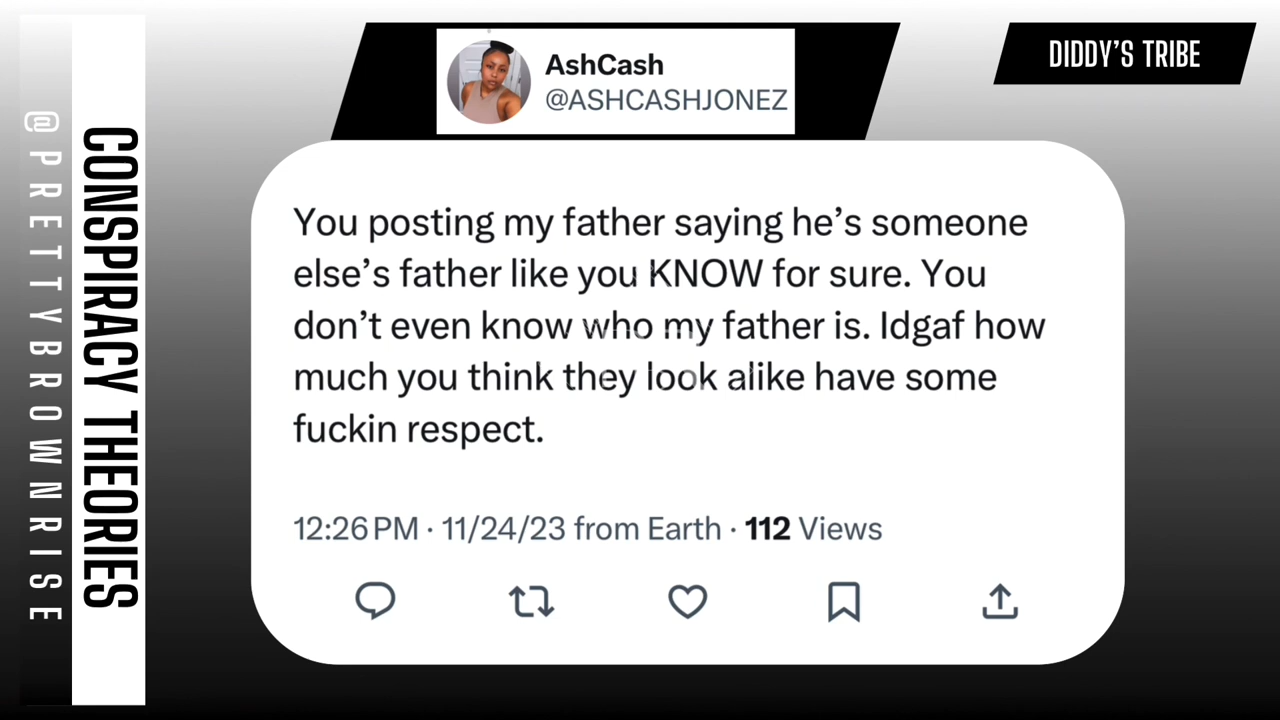 AshCash
@ASHCASHJONEZ
DIDDY'S TRIBE
@PRETTYBROWNRISE
CONSPIRACY THEORIES
You posting my father saying he's someone
else's father like you KNOW for sure. You
don't even know who my father is. Idgaf how
much you think they look alike have some
fuckin respect.
12:26 PM · 11/24/23 from Earth · 112 Views